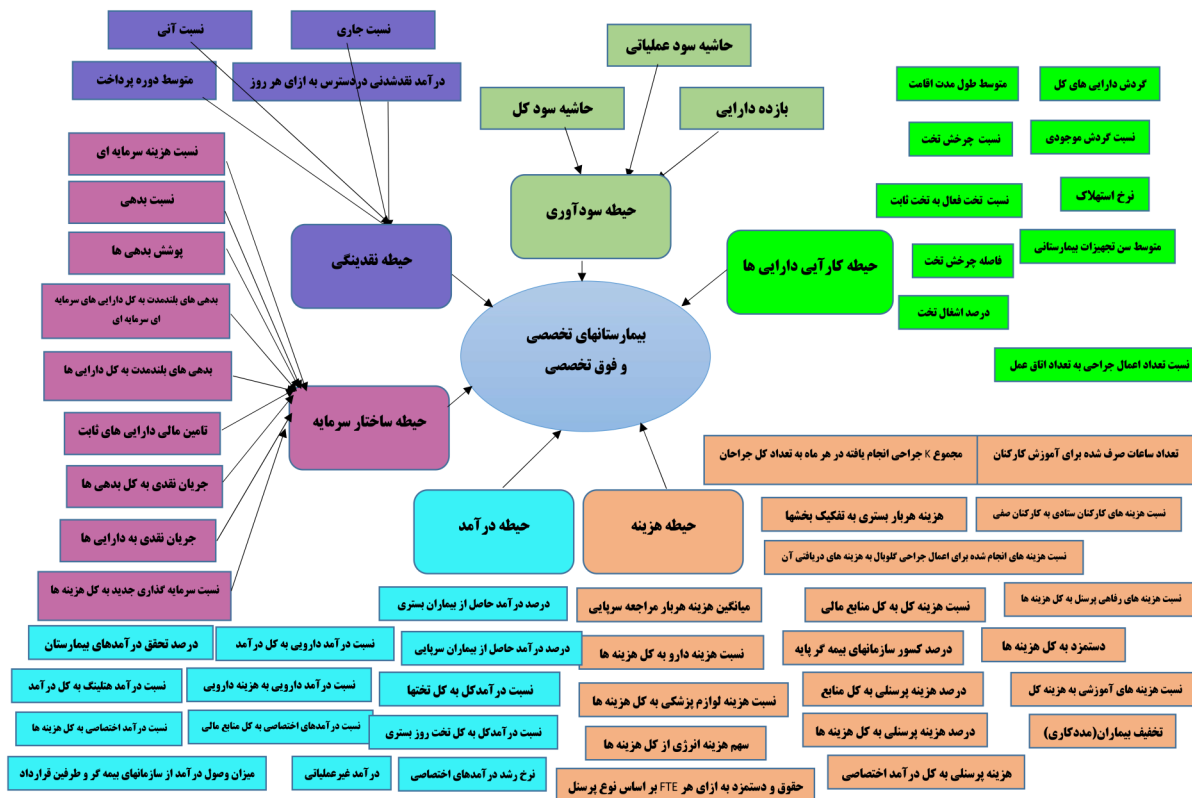 نسبت آنی
نسبت جاری
متوسط دوره پرداخت
درآمد نقدشدنی دردسترس به ازای هر روز
حاشیه سود عملیاتی
حاشیه سود کل
بازده دارایی
متوسط طول مدت اقامت
گردش دارایی های کل
نسبت چرخش تخت
نسبت گردش موجودی
نسبت تخت فعال به تخت ثابت
نرخ استهلاک
فاصله چرخش تخت
متوسط سن تجهیزات بیمارستانی
درصد اشغال تخت
نسبت تعداد اعمال جراحی به تعداد اتاق عمل
نسبت هزینه سرمایه ای
نسبت بدهی
پوشش بدهی ها
بدهی های بلندمدت به کل دارایی های سرمایه
ای سرمایه ای
بدهی های بلندمدت به کل دارایی ها
تامین مالی دارایی های ثابت
جریان نقدی به کل بدهی ها
جریان نقدی به دارایی ها
نسبت سرمایه گذاری جدید به کل هزینه ها
حیطه نقدینگی
حیطه سودآوری
حیطه کارآیی دارایی ها
بیمارستانهای تخصصی
و فوق تخصصی
حیطه ساختار سرمایه
حیطه درآمد
حیطه هزینه
مجموع K جراحی انجام یافته در هر ماه به تعداد کل جراحان
تعداد ساعات صرف شده برای آموزش کارکنان
هزینه هربار بستری به تفکیک بخشها
نسبت هزینه های کارکنان ستادی به کارکنان صفی
نسبت هزینه های انجام شده برای اعمال جراحی گلوبال به هزینه های دریافتی آن
درصد درآمد حاصل از بیماران بستری
میانگین هزینه هربار مراجعه سرپایی
نسبت هزینه کل به کل منابع مالی
نسبت هزینه های رفاهی پرسنل به کل هزینه ها
درصد تحقق درآمدهای بیمارستان
نسبت درآمد دارویی به کل درآمد
درصد درآمد حاصل از بیماران سرپایی
نسبت هزینه دارو به کل هزینه ها
درصد کسور سازمانهای بیمه گر پایه
دستمزد به کل هزینه ها
نسبت درآمد هتلینگ به کل درآمد
نسبت درآمد دارویی به هزینه دارویی
نسبت درآمدکل به کل تختها
نسبت هزینه لوازم پزشکی به کل هزینه ها
درصد هزینه پرسنلی به کل منابع
نسبت هزینه های آموزشی به هزینه کل
نسبت درآمد اختصاصی به کل هزینه ها
نسبت درآمدهای اختصاصی به کل منابع مالی
نسبت درآمدکل به کل تخت روز بستری
سهم هزینه انرژی از کل هزینه ها
درصد هزینه پرسنلی به کل هزینه ها
تخفیف بیماران(مددکاری)
میزان وصول درآمد از سازمانهای بیمه گر و طرفین قرارداد
درآمد غیرعملیاتی
نرخ رشد درآمدهای اختصاصی
حقوق و دستمزد به ازای هر FTE بر اساس نوع پرسنل
هزینه پرسنلی به کل درآمد اختصاصی